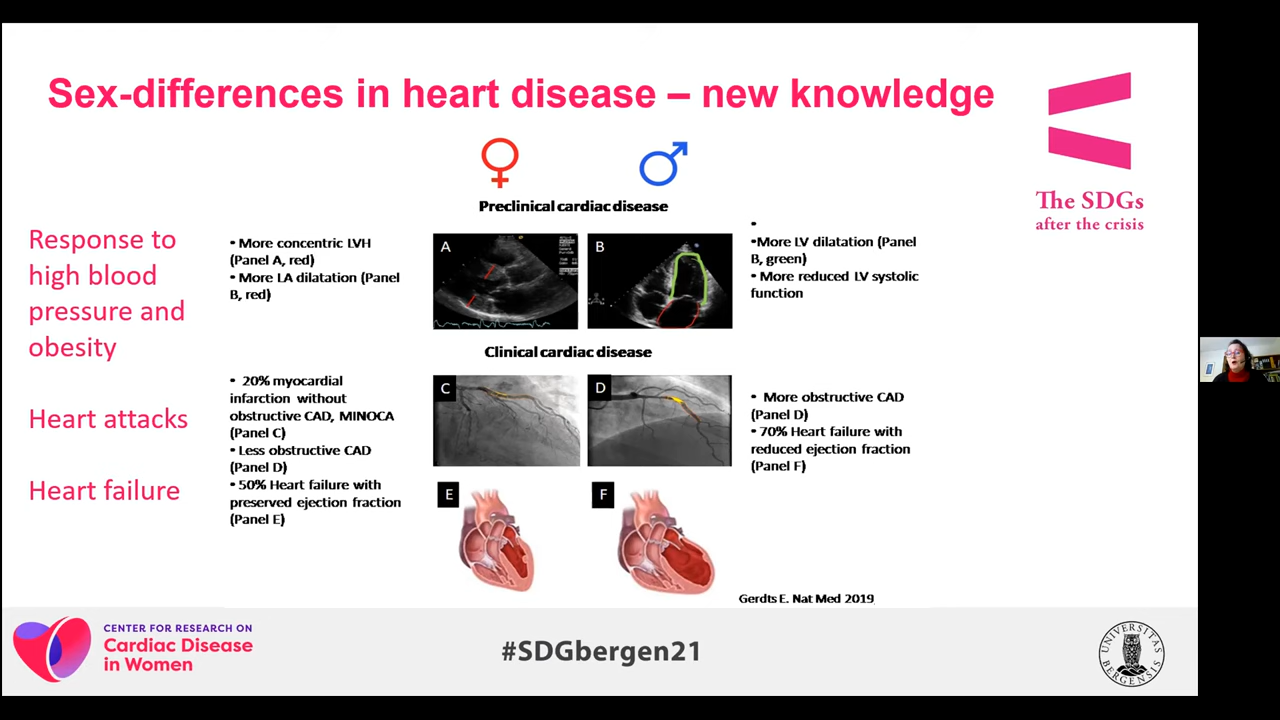 Sex-differences in heart disease – new knowledge
The SDGs
after the crisis
Preclinical cardiac disease
Response to
high blood
pressure and
obesity
• More concentric LVH
(Panel A, red)
• More LA dilatation (Panel
B, red)
A
B
•
•More LV dilatation (Panel
B, green)
• More reduced LV systolic
function
Clinical cardiac disease
Heart attacks
Heart failure
• 20% myocardial
infarction without
obstructive CAD, MINOCA
(Panel C)
• Less obstructive CAD
(Panel D)
• 50% Heart failure with
preserved ejection fraction
(Panel E)
C
D
• More obstructive CAD
(Panel D)
• 70% Heart failure with
reduced ejection fraction
(Panel F)
E
F
Gerdts E. Nat Med 2019
CENTER FOR RESEARCH ON
Cardiac Disease
in Women
#SDGbergen21
UNIVERSITAS
BERGENSIS